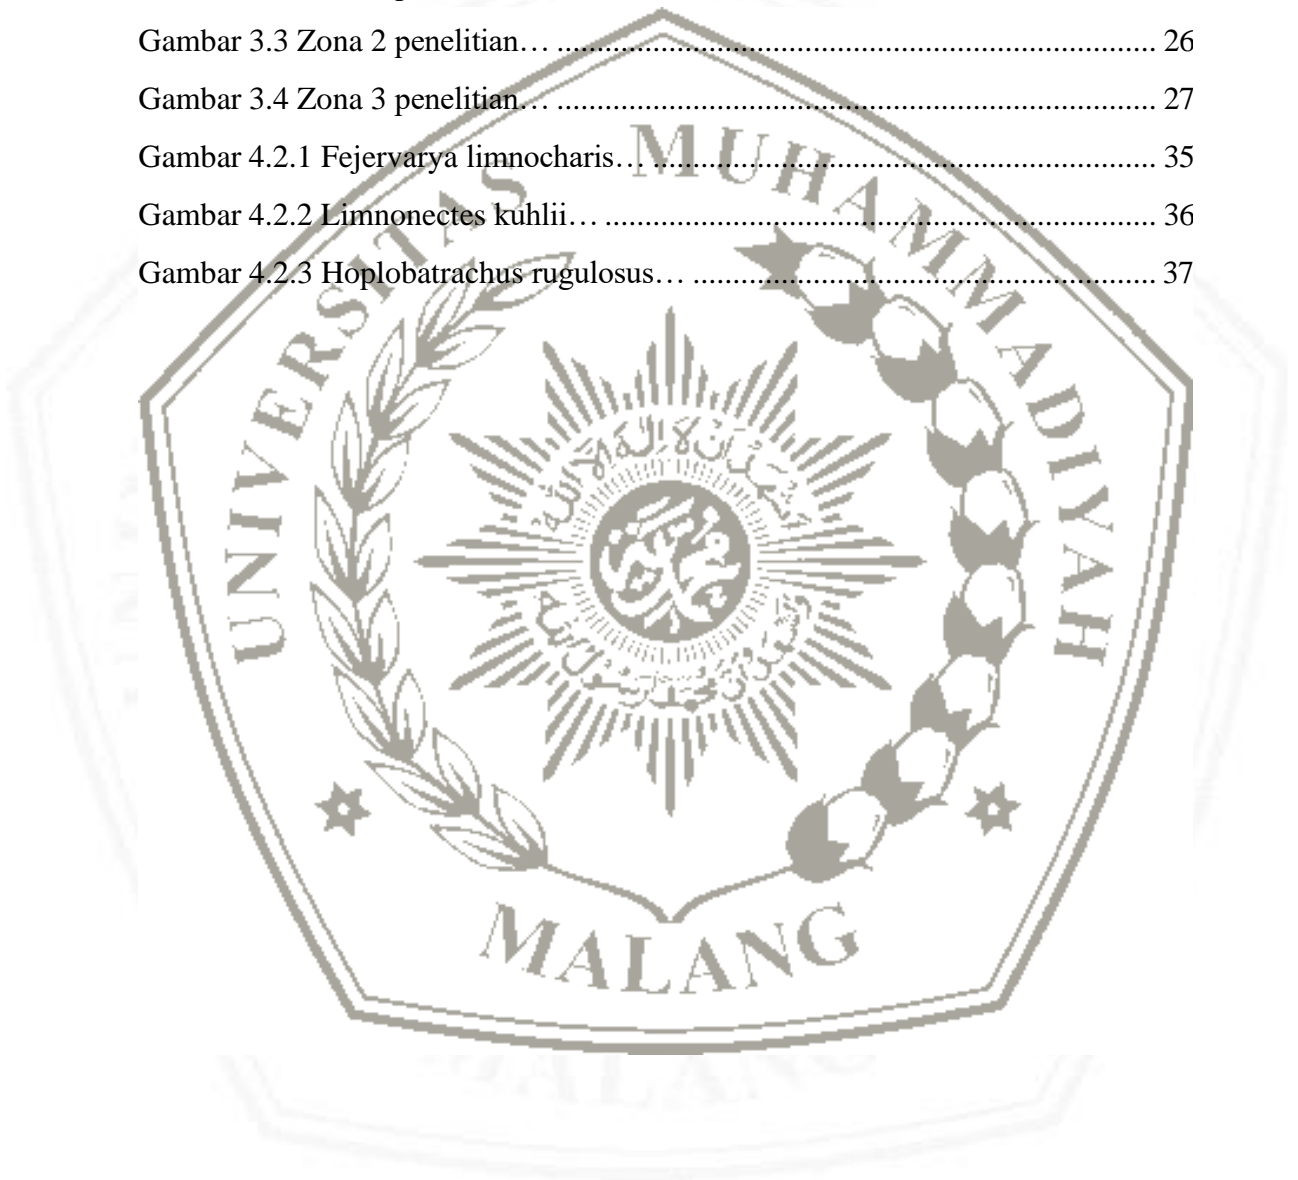 Gambar 3.3 Zona 2 penelitian… ........................................................................... 26
Gambar 3.4 Zona 3 penelitian… ........................................................................... 27
Gambar 4.2.1 Fejervarya limnocharis… ............................................................... 35
Gambar 4.2.2 Limnonectes kuhlii… ..................................................................... 36
Gambar 4.2.3 Hoplobatrachus rugulosus… .......................................................... 37
UNIVERSITAS MUHAMMADIYAH
MALANG